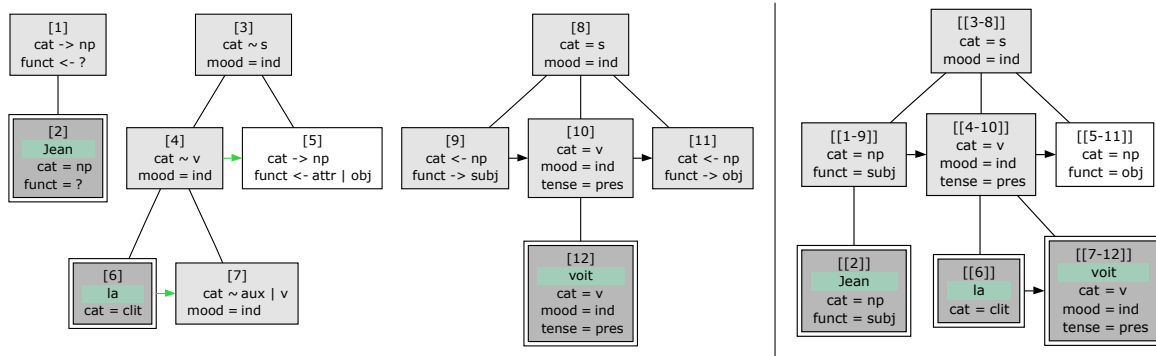 [1]
cat -> np
funct <- ?
[2]
Jean
cat = np
funct = ?
[3]
cat ~ s
mood = ind
[4]
cat ~ v
mood = ind
[5]
cat -> np
funct <- attr | obj
[6]
la
cat = clit
[7]
cat ~ aux | v
mood = ind
[8]
cat = s
mood = ind
[9]
cat <- np
funct -> subj
[10]
cat = v
mood = ind
tense = pres
[11]
cat <- np
funct -> obj
[12]
voit
cat = v
mood = ind
tense = pres
[[3-8]]
cat = s
mood = ind
[[1-9]]
cat = np
funct = subj
[[4-10]]
cat = v
mood = ind
tense = pres
[[5-11]]
cat = np
funct = obj
[[2]]
Jean
cat = np
funct = subj
[[6]]
la
cat = clit
[[7-12]]
voit
cat = v
mood = ind
tense = pres